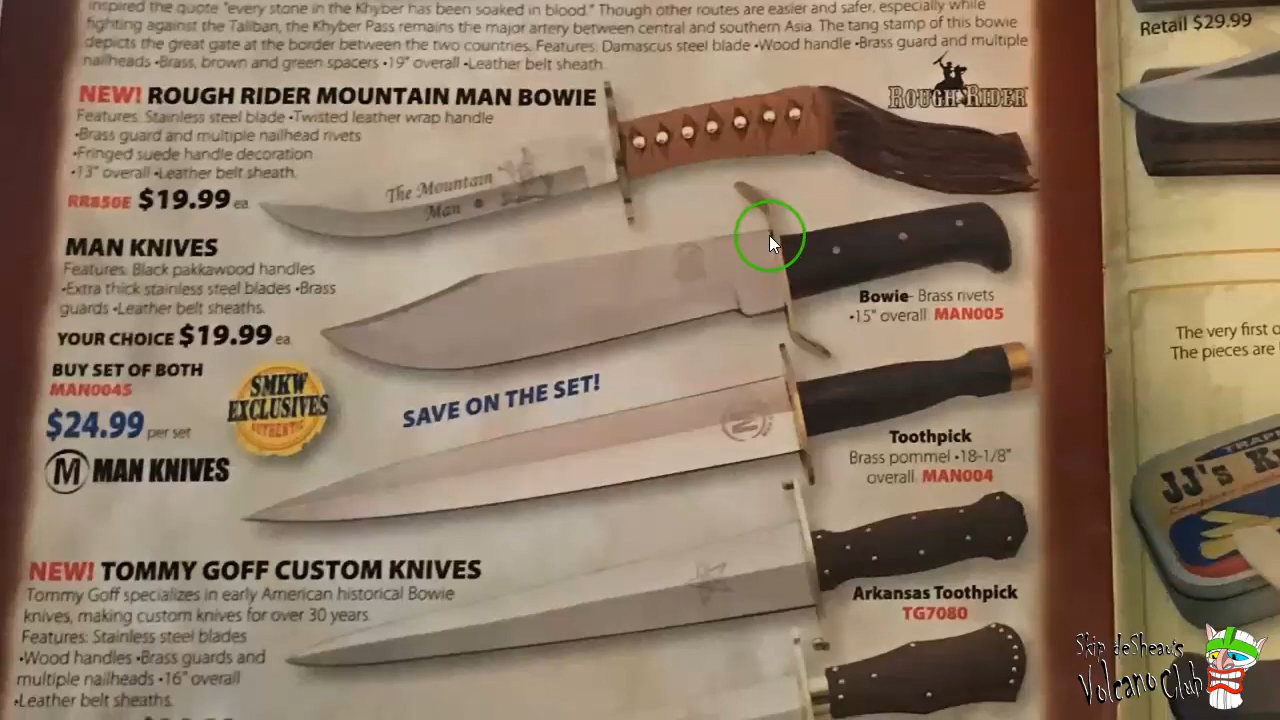 inspired the quote "every stone in the Khyber has been soaked in blood." Though other routes are easier and safer, especially while
fighting against the Taliban, the Khyber Pass remains the major artery between central and southern Asia. The tang stamp of this bowie
depicts the great gate at the border between the two countries. Features: Damascus steel blade •Wood handle •Brass guard and multiple
nailheads •Brass, brown and green spacers •19" overall •Leather belt sheath.
NEW! ROUGH RIDER MOUNTAIN MAN BOWIE
Features: Stainless steel blade •Twisted leather wrap handle
•Brass guard and multiple nailhead rivets
•Fringed suede handle decoration
•13" overall •Leather belt sheath.
RR850E $19.99 ea
ROUGH RIDER
The Mountain
Man
MAN KNIVES
Features: Black pakkawood handles
•Extra thick stainless steel blades •Brass
guards •Leather belt sheaths.
YOUR CHOICE $19.99 ea
BUY SET OF BOTH
MAN004S
$24.99 per set
M MAN KNIVES
SMKW
EXCLUSIVES
AUTHENTIC
SAVE ON THE SET!
Bowie- Brass rivets
•15" overall MAN005
Toothpick
Brass pommel •18-1/8"
overall MAN004
NEW! TOMMY GOFF CUSTOM KNIVES
Tommy Goff specializes in early American historical Bowie
knives, making custom knives for over 30 years.
Features: Stainless steel blades
•Wood handles •Brass guards and
multiple nailheads •16" overall
•Leather belt sheaths.
Arkansas Toothpick
TG7080
Retail $29.99
The very first
The pieces are
JJ's
Skip deSheau's
Volcano Club